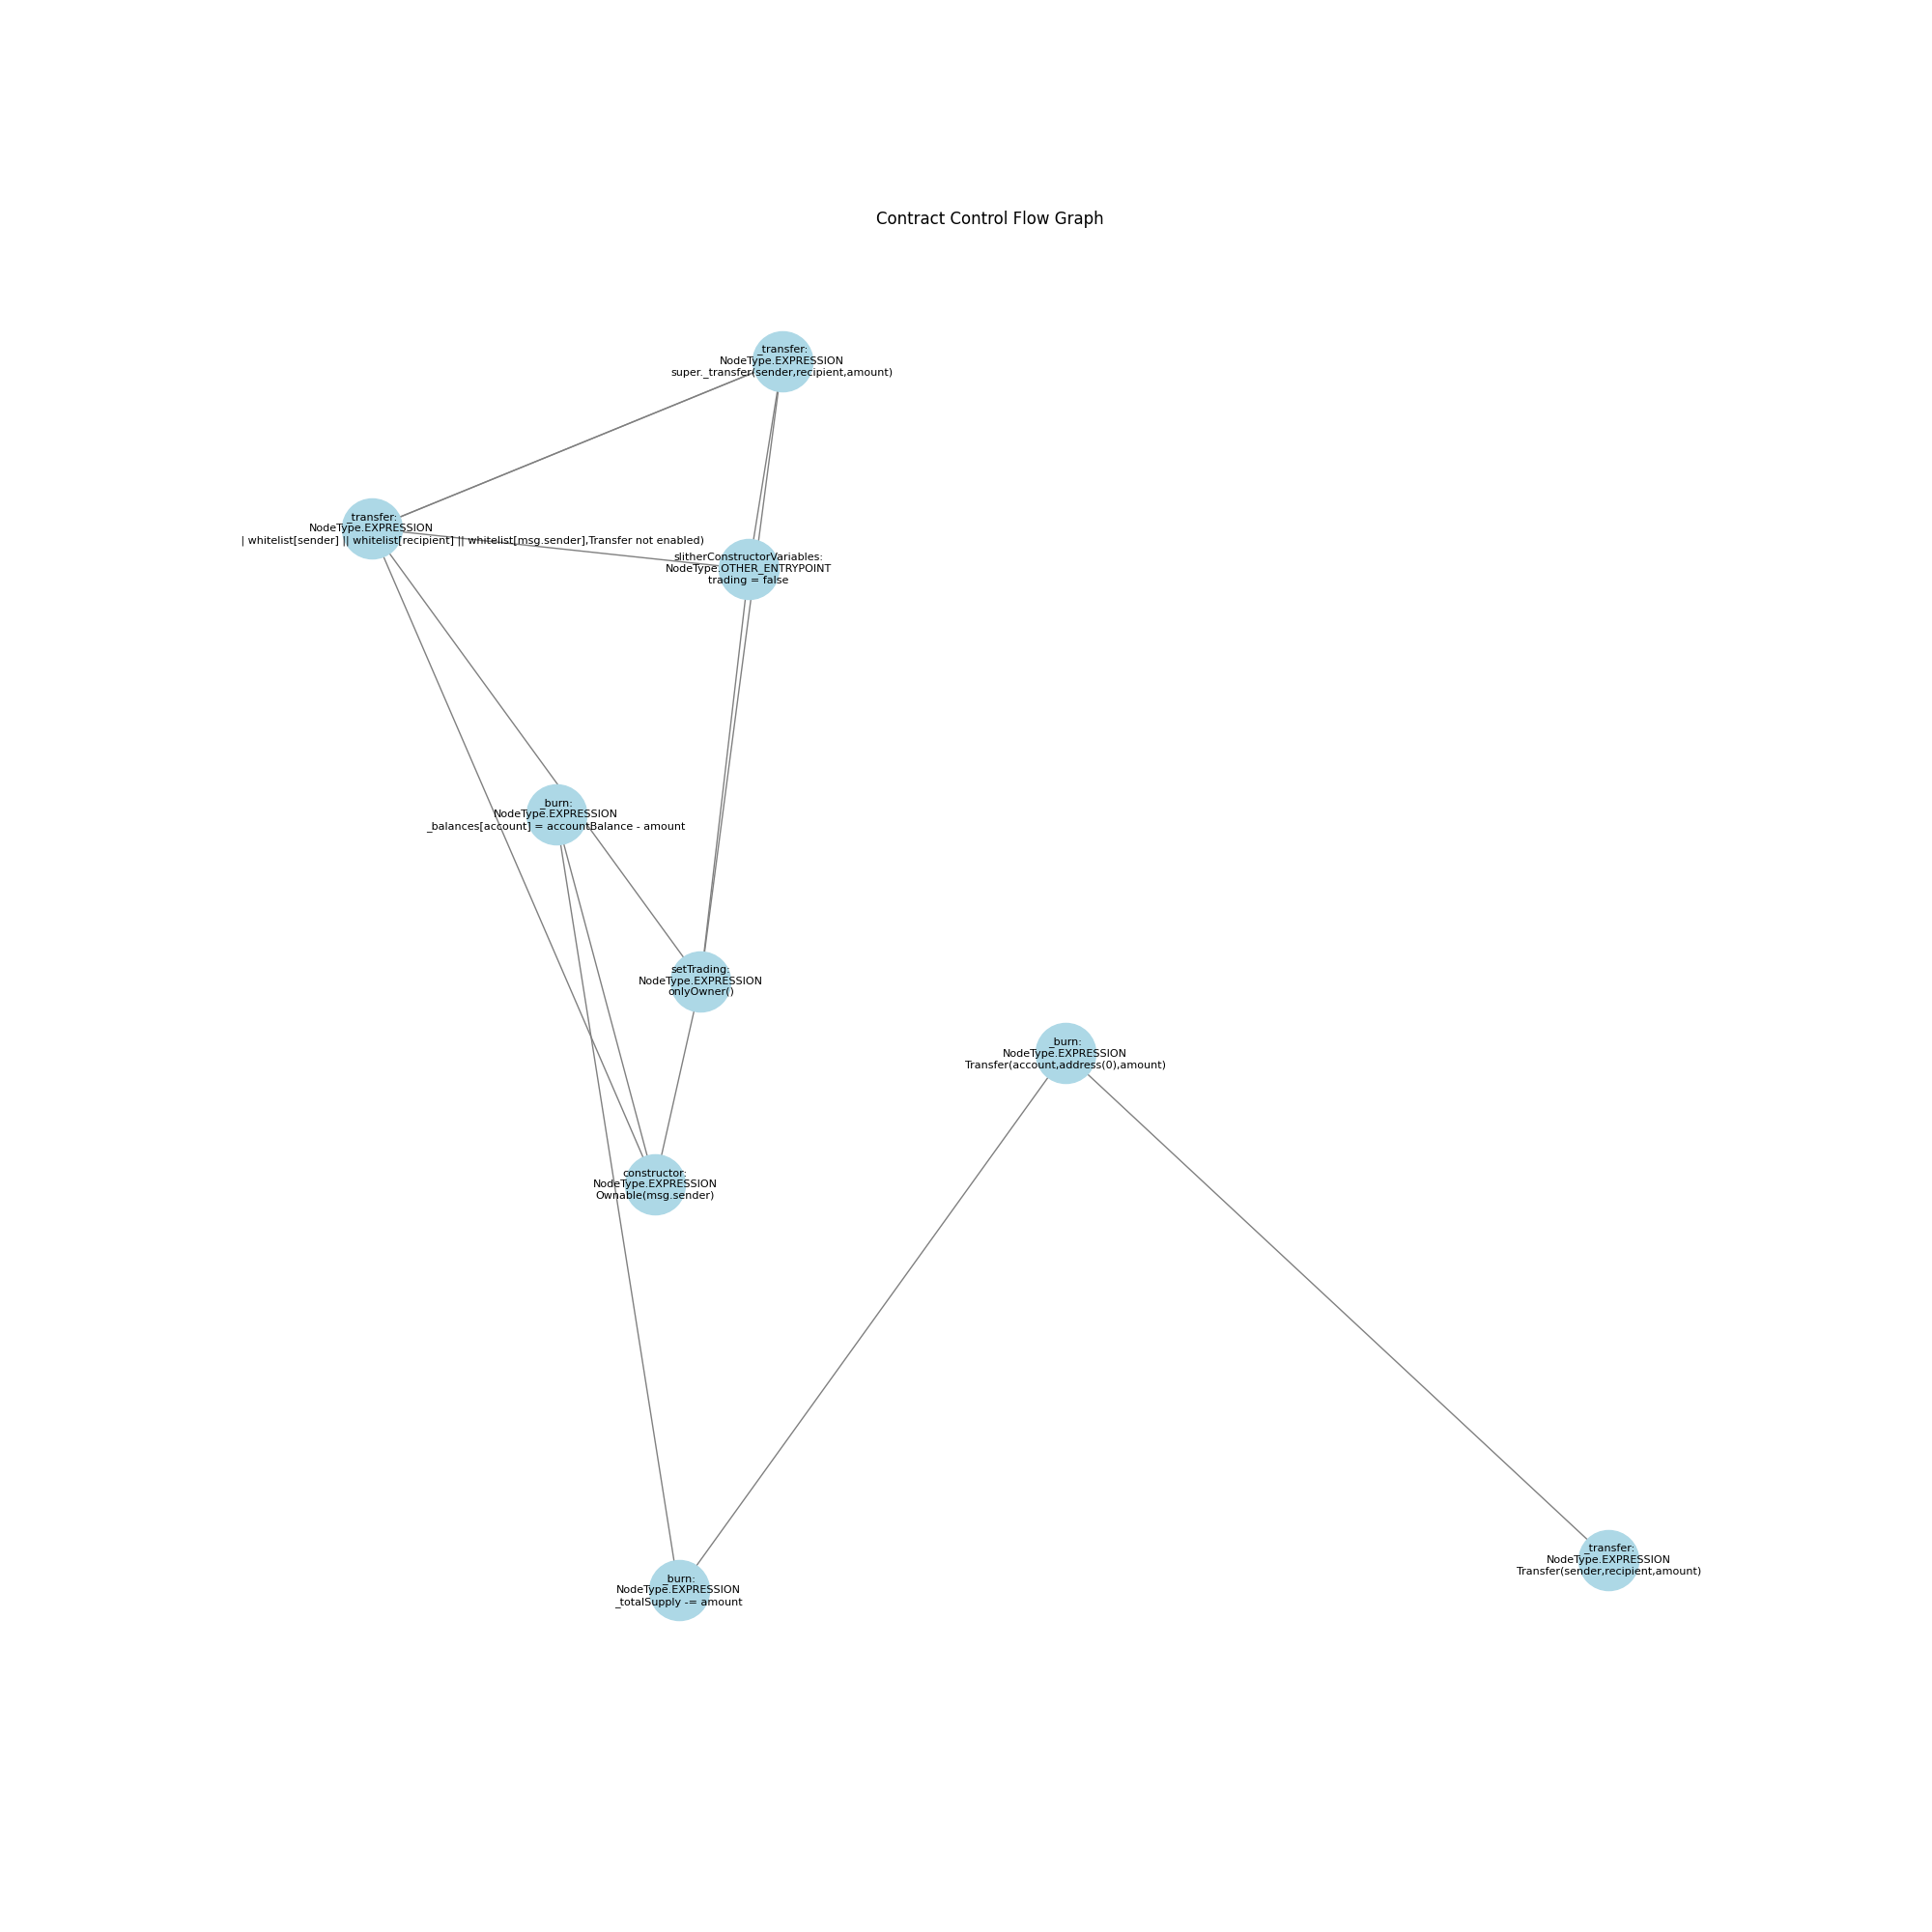 Contract Control Flow Graph
_transfer:
NodeType.EXPRESSION
super._transfer(sender,recipient,amount)
_transfer:
NodeType.EXPRESSION
| whitelist[sender] || whitelist[recipient] || whitelist[msg.sender],Transfer not enabled)
slitherConstructorVariables:
NodeType.OTHER_ENTRYPOINT
trading = false
_burn:
NodeType.EXPRESSION
_balances[account] = accountBalance - amount
setTrading:
NodeType.EXPRESSION
onlyOwner()
_burn:
NodeType.EXPRESSION
Transfer(account,address(0),amount)
constructor:
NodeType.EXPRESSION
Ownable(msg.sender)
_transfer:
NodeType.EXPRESSION
Transfer(sender,recipient,amount)
_burn:
NodeType.EXPRESSION
_totalSupply -= amount